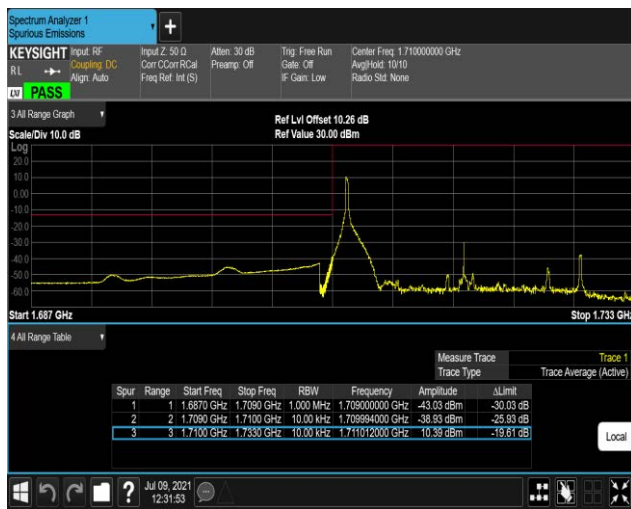 Spectrum Analyzer 1
Spurious Emissions
KEYSIGHT Input: RF Input Z: 50 Ω Atten: 30 dB Trig: Free Run Center Freq: 1.710000000 GHz
RL Coupling: DC Corr CCorr RCal Preamp: Off Gate: Off Avg|Hold: 10/10
Align: Auto Freq Ref: Int (S) IF Gain: Low Radio Std: None
LXI PASS
3 All Range Graph
Ref Lvl Offset 10.26 dB
Scale/Div 10.0 dB Ref Value 30.00 dBm
Log
20.0
10.0
0.00
-10.0
-20.0
-30.0
-40.0
-50.0
-60.0
Start 1.687 GHz Stop 1.733 GHz
4 All Range Table
Measure Trace Trace 1
Trace Type Trace Average (Active)
Spur Range Start Freq Stop Freq RBW Frequency Amplitude ΔLimit
1 1 1.6870 GHz 1.7090 GHz 1.000 MHz 1.709000000 GHz -43.03 dBm -30.03 dB
2 2 1.7090 GHz 1.7100 GHz 10.00 kHz 1.709994000 GHz -38.93 dBm -25.93 dB
3 3 1.7100 GHz 1.7330 GHz 10.00 kHz 1.711012000 GHz 10.39 dBm -19.61 dB
Local
? Jul 09, 2021
12:31:53